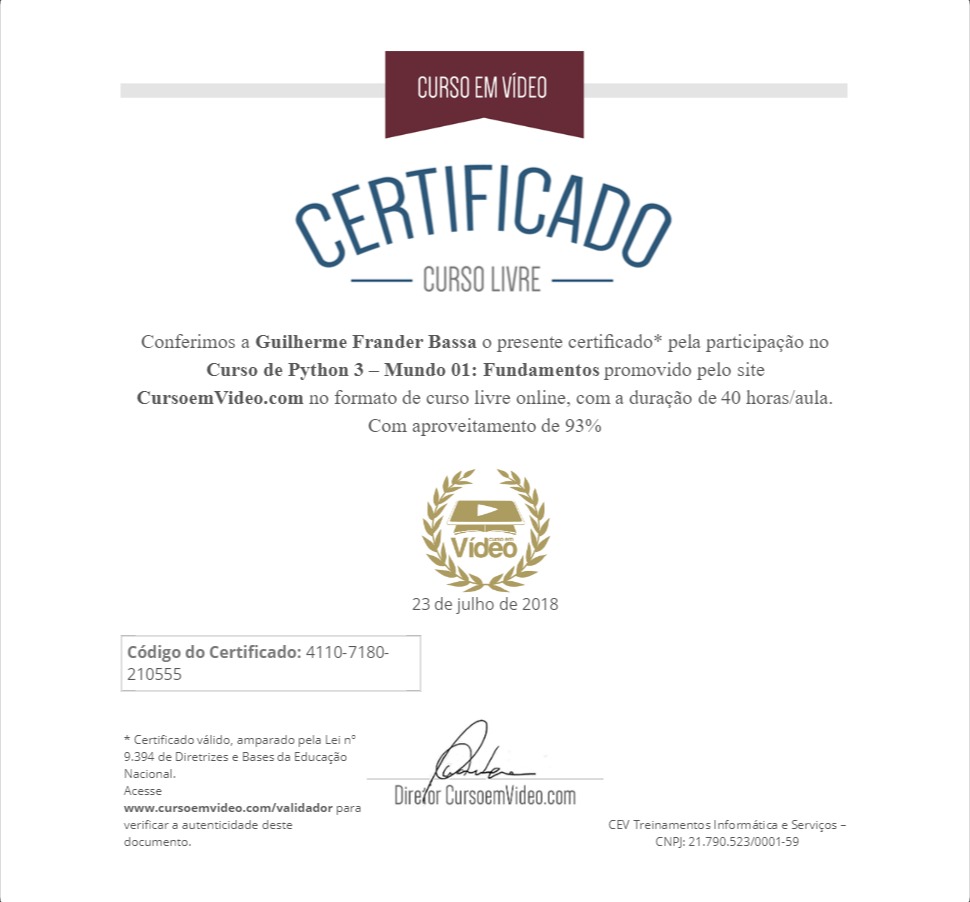 CURSO EM VÍDEO
CERTIFICADO
CURSO LIVRE
Conferimos a Guilherme Frander Bassa o presente certificado* pela participação no
Curso de Python 3 – Mundo 01: Fundamentos promovido pelo site
CursoemVideo.com no formato de curso livre online, com a duração de 40 horas/aula.
Com aproveitamento de 93%
curso em
Vídeo
23 de julho de 2018
Código do Certificado: 4110-7180-
210555
* Certificado válido, amparado pela Lei nº
9.394 de Diretrizes e Bases da Educação
Nacional.
Acesse
www.cursoemvideo.com/validador para
verificar a autenticidade deste
documento.
Diretor CursoemVideo.com
CEV Treinamentos Informática e Serviços –
CNPJ: 21.790.523/0001-59